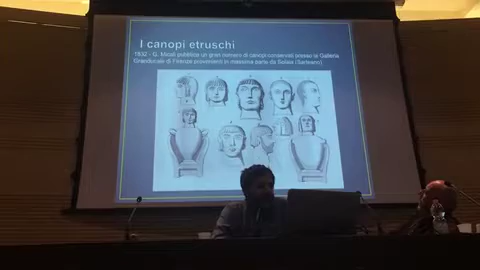 I canopi etruschi
1832 - G. Micali pubblica un gran numero di canopi conservati presso la Galleria
Granducale di Firenze provenienti in massima parte da Solaia (Sarteano)